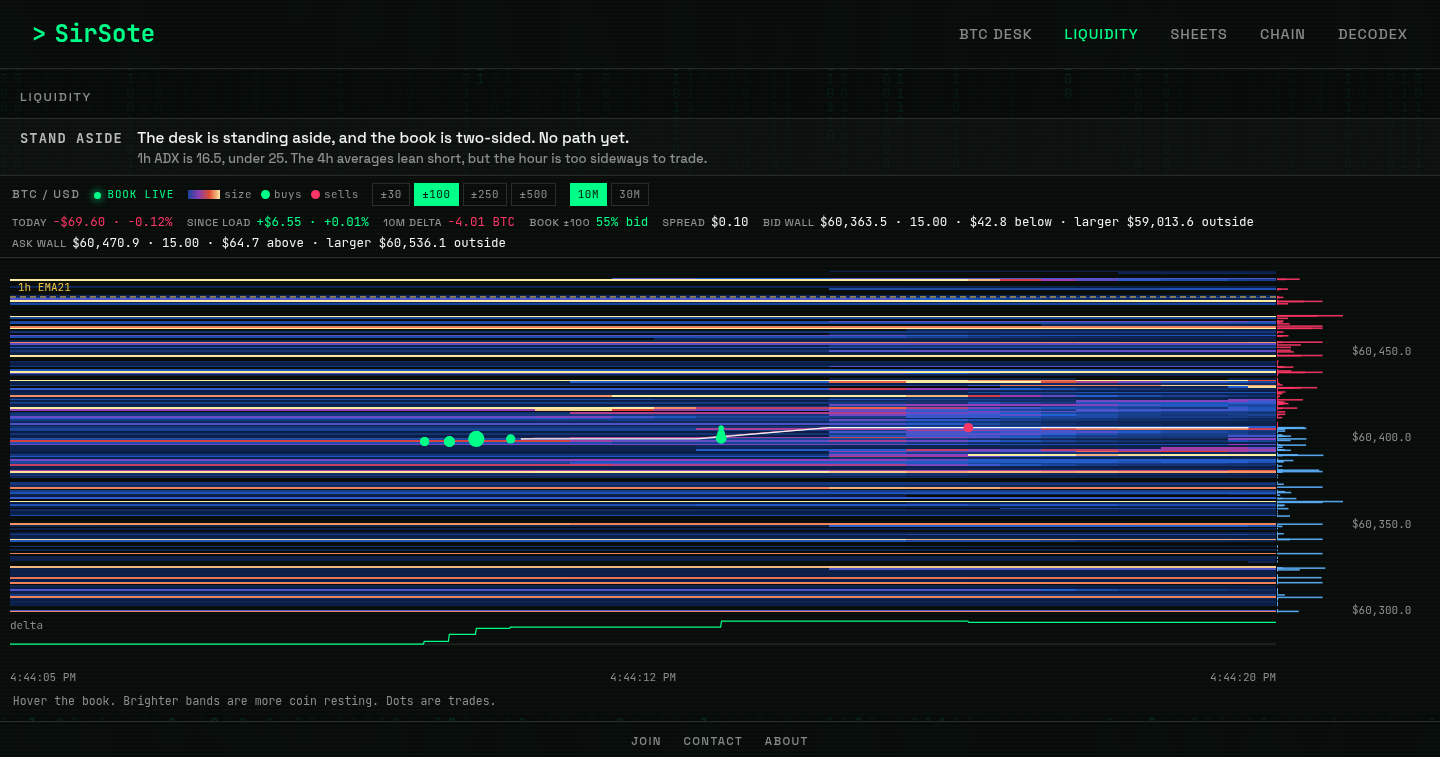 > SirSote
BTC DESK LIQUIDITY SHEETS CHAIN DECODEX
LIQUIDITY
STAND ASIDE The desk is standing aside, and the book is two-sided. No path yet.
1h ADX is 16.5, under 25. The 4h averages lean short, but the hour is too sideways to trade.
BTC / USD BOOK LIVE size buys sells ±30 ±100 ±250 ±500 10M 30M
TODAY -$69.60 · -0.12% SINCE LOAD +$6.55 · +0.01% 10M DELTA -4.01 BTC BOOK ±100 55% bid SPREAD $0.10 BID WALL $60,363.5 · 15.00 · $42.8 below · larger $59,013.6 outside
ASK WALL $60,470.9 · 15.00 · $64.7 above · larger $60,536.1 outside
1h EMA21
$60,450.0
$60,400.0
$60,350.0
$60,300.0
delta
4:44:05 PM 4:44:12 PM 4:44:20 PM
Hover the book. Brighter bands are more coin resting. Dots are trades.
JOIN CONTACT ABOUT